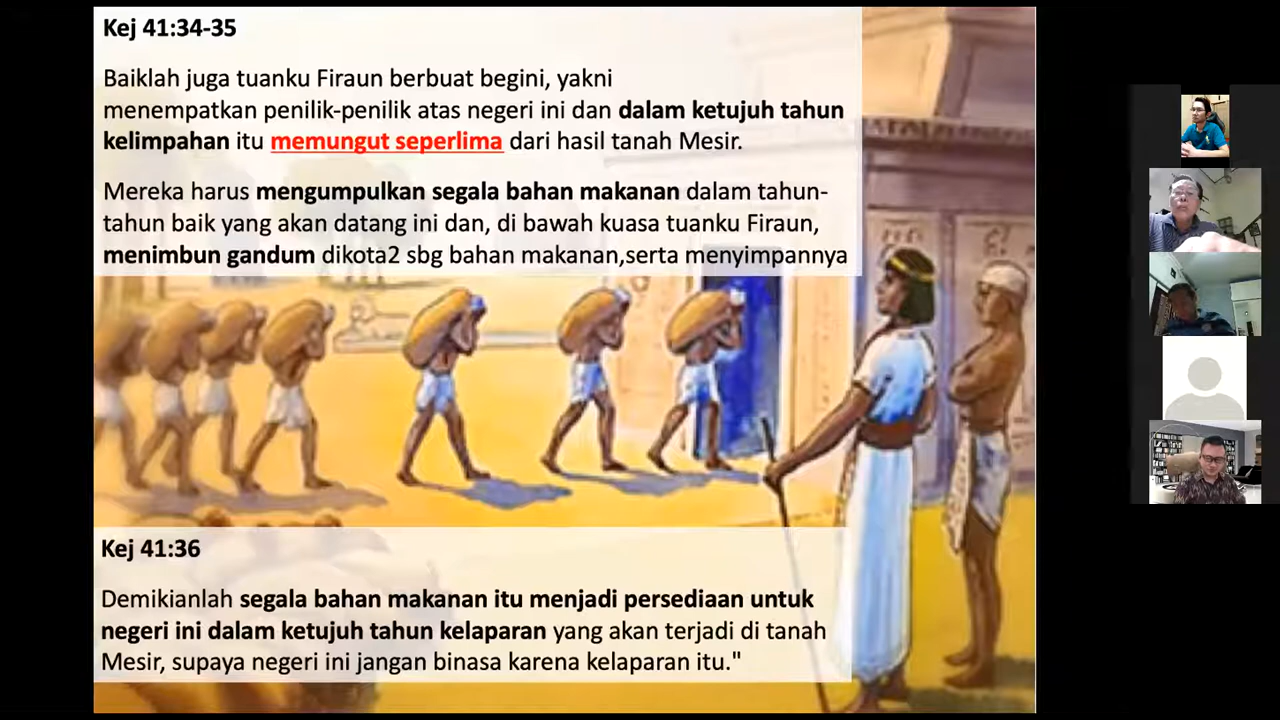 Kej 41:34-35
Baiklah juga tuanku Firaun berbuat begini, yakni
menempatkan penilik-penilik atas negeri ini dan dalam ketujuh tahun
kelimpahan itu memungut seperlima dari hasil tanah Mesir.
Mereka harus mengumpulkan segala bahan makanan dalam tahun-
tahun baik yang akan datang ini dan, di bawah kuasa tuanku Firaun,
menimbun gandum dikota2 sbg bahan makanan,serta menyimpannya
Kej 41:36
Demikianlah segala bahan makanan itu menjadi persediaan untuk
negeri ini dalam ketujuh tahun kelaparan yang akan terjadi di tanah
Mesir, supaya negeri ini jangan binasa karena kelaparan itu."